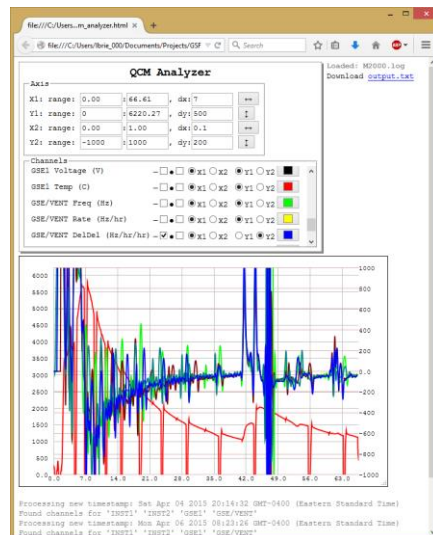 file:///C:/Users...m_analyzer.html
file:///C:/Users/lbrie_000/Documents/Projects/GSF
Search
Loaded: M2000.log
Download output.txt
QCM Analyzer
Axis
X1: range: 0.00 : 66.61 , dx: 7
Y1: range: 0 : 6220.27 , dy: 500
X2: range: 0.00 : 1.00 , dx: 0.1
Y2: range: -1000 : 1000 , dy: 200
Channels
GSE1 Voltage (V) – X1 X2 Y1 Y2
GSE1 Temp (C) – X1 X2 Y1 Y2
GSE/VENT Freq (Hz) – X1 X2 Y1 Y2
GSE/VENT Rate (Hz/hr) – X1 X2 Y1 Y2
GSE/VENT DelDel (Hz/hr/hr) – X1 X2 Y1 Y2
6000 1000
5500 800
5000 600
4500
4000 400
3500 200
3000 0.0
2500 -200
2000 -400
1500 -600
1000 -800
500
0.0 -1000
0.0 7.0 14.0 21.0 28.0 35.0 42.0 49.0 56.0 63.0
Processing new timestamp: Sat Apr 04 2015 20:14:32 GMT-0400 (Eastern Standard Time)
Found channels for 'INST1' 'INST2' 'GSE1' 'GSE/VENT'
Processing new timestamp: Mon Apr 06 2015 08:23:26 GMT-0400 (Eastern Standard Time)
Found channels for 'INST1' 'INST2' 'GSE1' 'GSE/VENT'